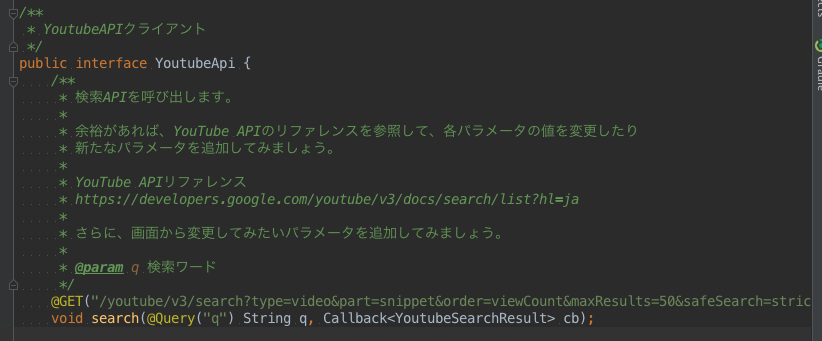 /**
 * YoutubeAPIクライアント
 */
public interface YoutubeApi {
    /**
     * 検索APIを呼び出します。
     *
     * 余裕があれば、YouTube APIのリファレンスを参照して、各パラメータの値を変更したり
     * 新たなパラメータを追加してみましょう。
     *
     * YouTube APIリファレンス
     * https://developers.google.com/youtube/v3/docs/search/list?hl=ja
     *
     * さらに、画面から変更してみたいパラメータを追加してみましょう。
     *
     * @param q 検索ワード
     */
    @GET("/youtube/v3/search?type=video&part=snippet&order=viewCount&maxResults=50&safeSearch=stric
    void search(@Query("q") String q, Callback<YoutubeSearchResult> cb);
Gradle